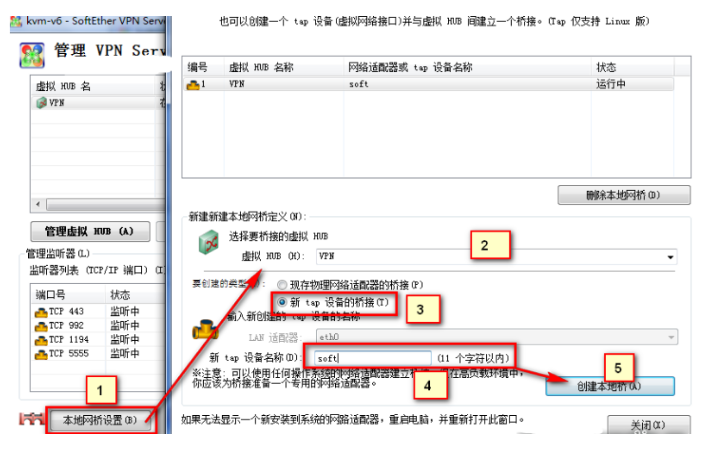 kvm-v6 - SoftEther VPN Serv
管理 VPN Serv
虚拟 HUB 名
VPN
管理虚拟 HUB (A)
管理监听器(L)
监听器列表 (TCP/IP 端口)
端口号 状态
TCP 443 监听中
TCP 992 监听中
TCP 1194 监听中
TCP 5555 监听中
1
本地网桥设置(B)
也可以创建一个 tap 设备(虚拟网络接口)并与虚拟 HUB 间建立一个桥接。(Tap 仅支持 Linux 版)
编号 虚拟 HUB 名称 网络适配器或 tap 设备名称 状态
1 VPN soft 运行中
删除本地网桥(D)
新建新建本地网桥定义(N):
选择要桥接的虚拟 HUB
2
虚拟 HUB (H): VPN
要创建的类型 现存物理网络适配器的桥接(P)
新 tap 设备的桥接(T)
3
输入新创建的 tap 设备的名称
LAN 适配器: eth0
新 tap 设备名称(D): soft (11 个字符以内)
※注意: 可以使用任何操作系统的网络适配器建立桥 在高负载环境中,
你应该为桥接准备一个专用的网络适配器。
4
5
创建本地桥(A)
如果无法显示一个新安装到系统的网路适配器，重启电脑，并重新打开此窗口。
关闭(X)